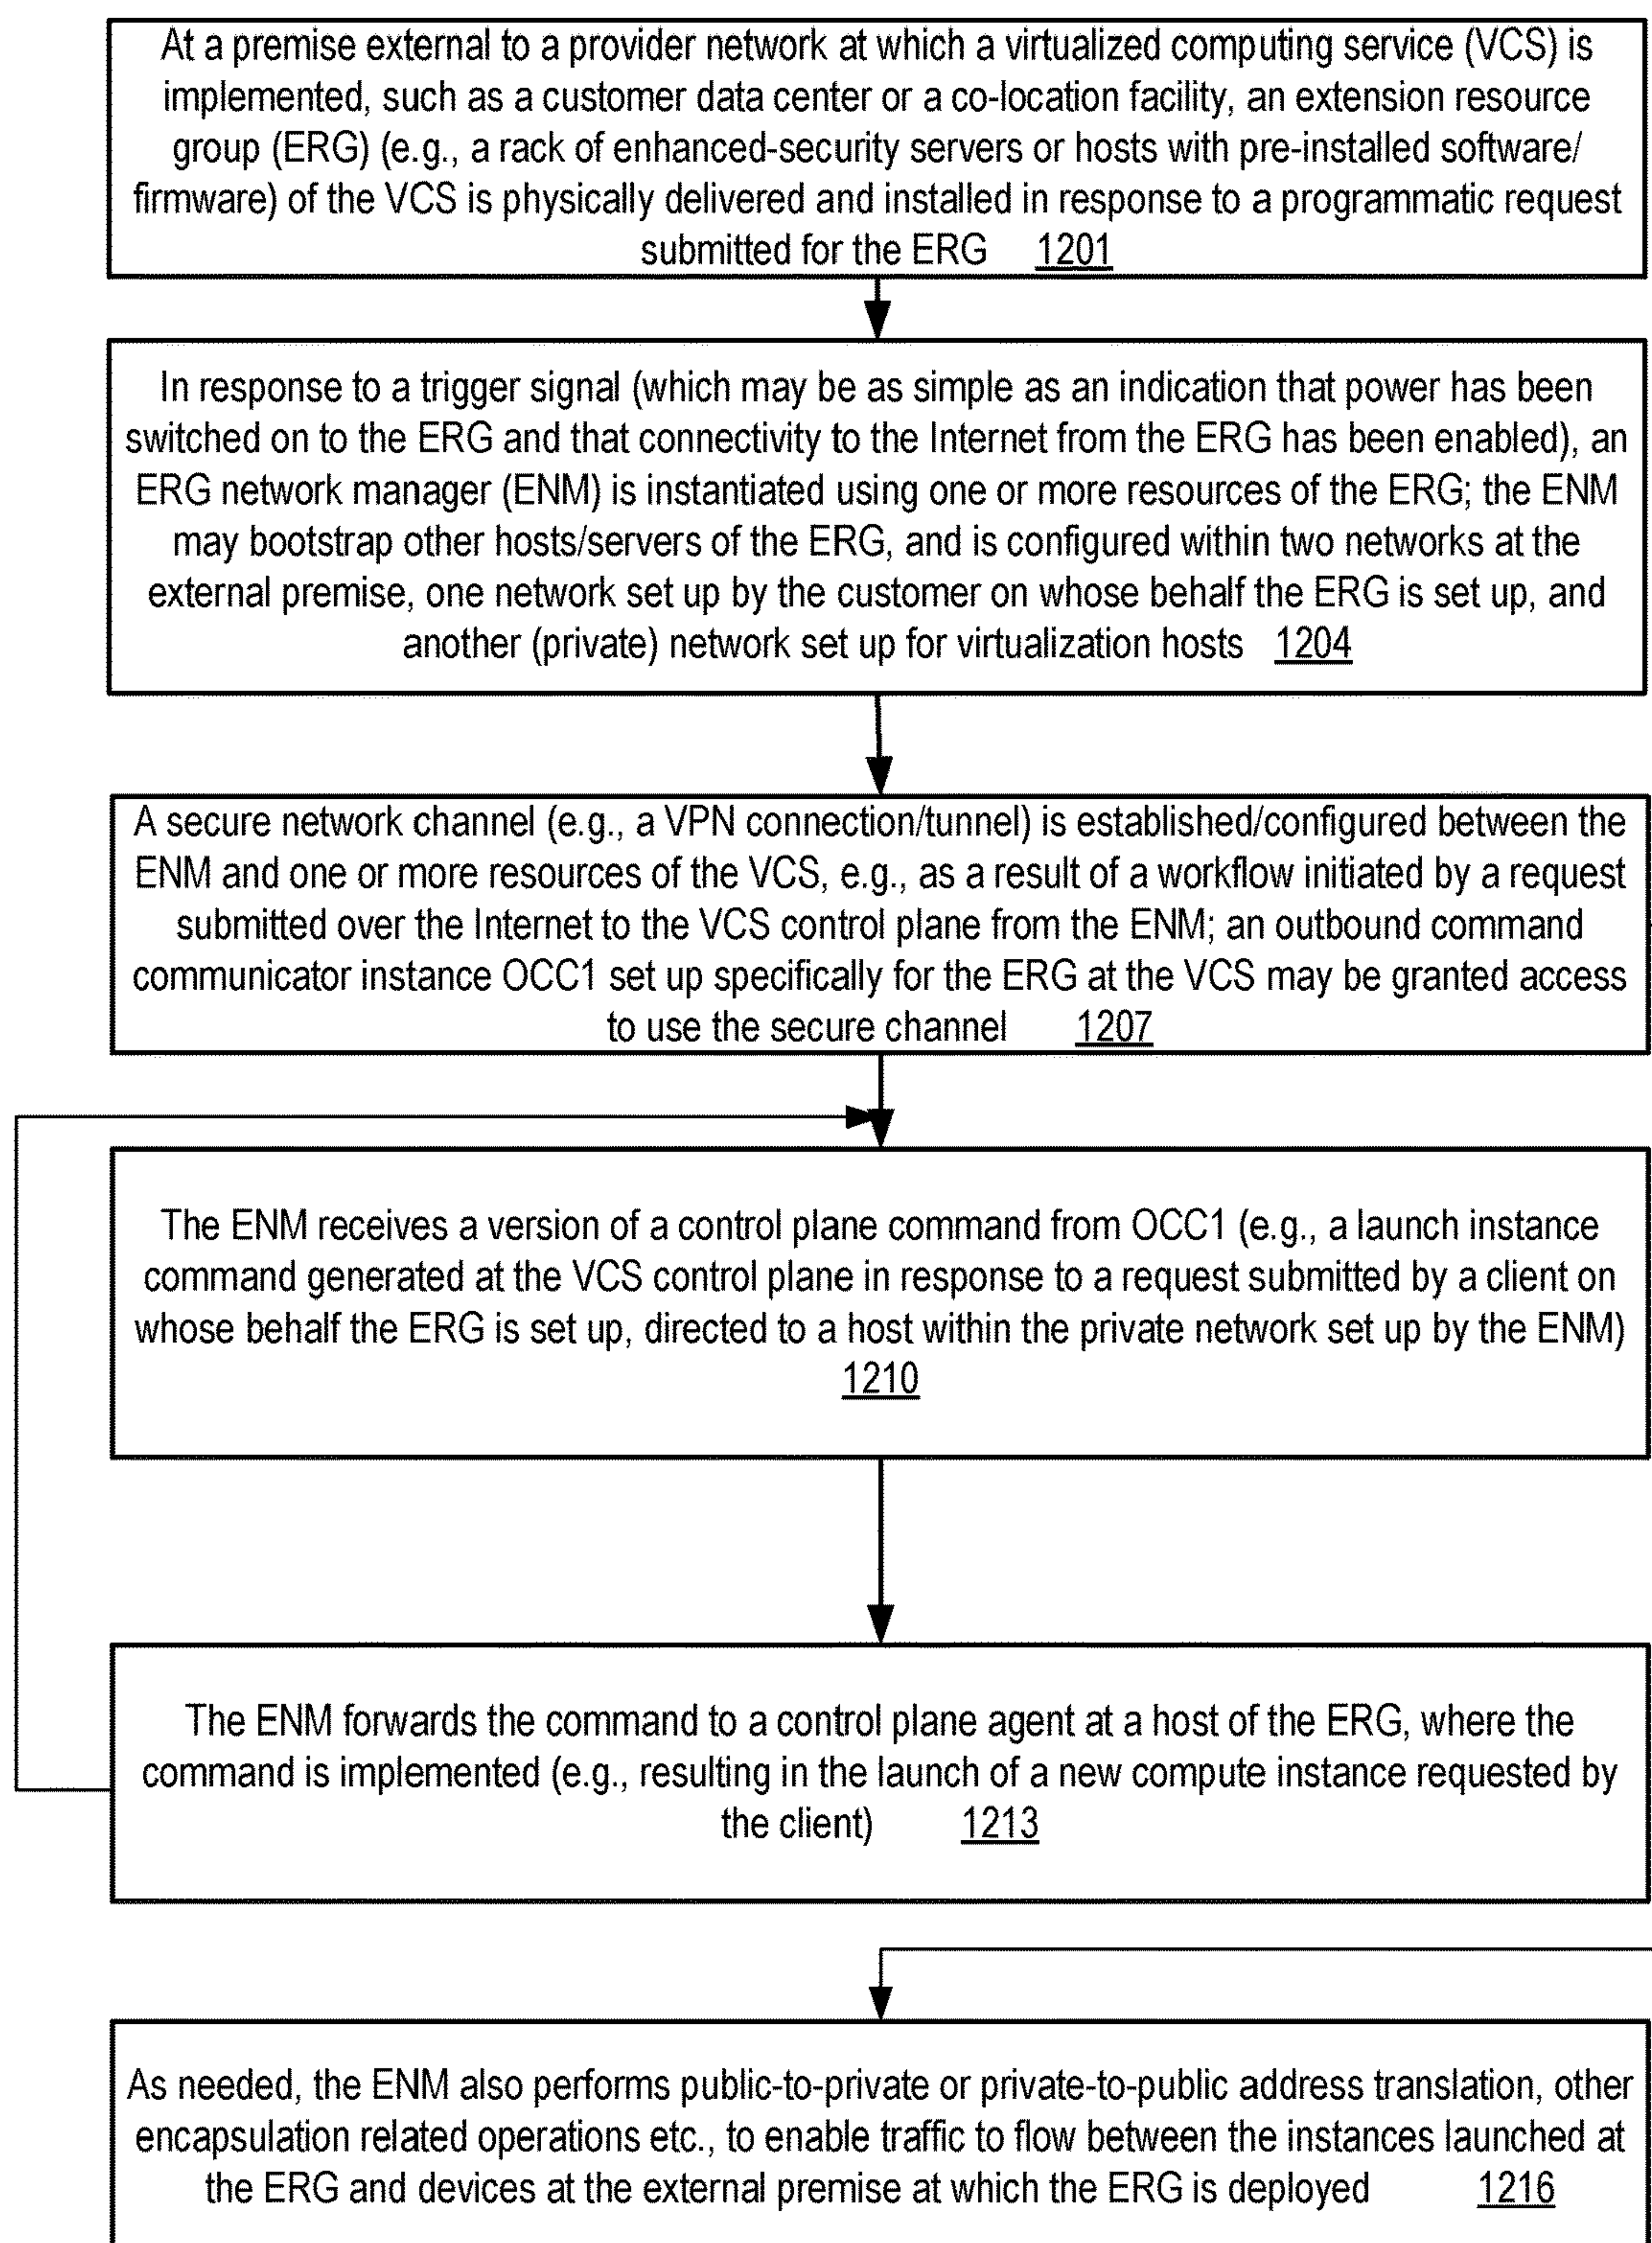 At a premise external to a provider network at which a virtualized computing service (VCS) is
implemented, such as a customer data center or a co-location facility, an extension resource
group (ERG) (e.g., a rack of enhanced-security servers or hosts with pre-installed software/
firmware) of the VCS is physically delivered and installed in response to a programmatic request
submitted for the ERG 1201
In response to a trigger signal (which may be as simple as an indication that power has been
switched on to the ERG and that connectivity to the Internet from the ERG has been enabled), an
ERG network manager (ENM) is instantiated using one or more resources of the ERG; the ENM
may bootstrap other hosts/servers of the ERG, and is configured within two networks at the
external premise, one network set up by the customer on whose behalf the ERG is set up, and
another (private) network set up for virtualization hosts 1204
A secure network channel (e.g., a VPN connection/tunnel) is established/configured between the
ENM and one or more resources of the VCS, e.g., as a result of a workflow initiated by a request
submitted over the Internet to the VCS control plane from the ENM; an outbound command
communicator instance OCC1 set up specifically for the ERG at the VCS may be granted access
to use the secure channel 1207
The ENM receives a version of a control plane command from OCC1 (e.g., a launch instance
command generated at the VCS control plane in response to a request submitted by a client on
whose behalf the ERG is set up, directed to a host within the private network set up by the ENM)
1210
The ENM forwards the command to a control plane agent at a host of the ERG, where the
command is implemented (e.g., resulting in the launch of a new compute instance requested by
the client) 1213
As needed, the ENM also performs public-to-private or private-to-public address translation, other
encapsulation related operations etc., to enable traffic to flow between the instances launched at
the ERG and devices at the external premise at which the ERG is deployed 1216